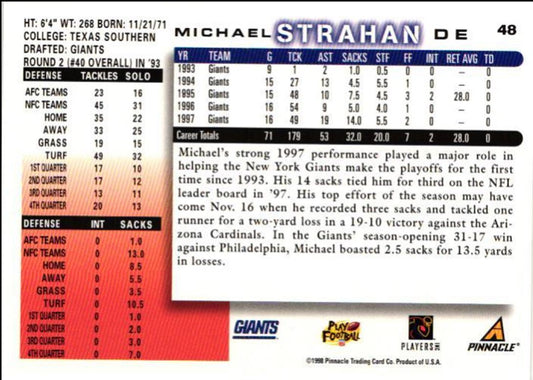 HT: 6'4" WT: 268 BORN: 11/21/71
COLLEGE: TEXAS SOUTHERN
DRAFTED: GIANTS
ROUND 2 (#40 OVERALL) IN '93
DEFENSE TACKLES SOLO
AFC TEAMS 23 16
NFC TEAMS 45 31
HOME 35 22
AWAY 33 25
GRASS 19 15
TURF 49 32
1ST QUARTER 17 10
2ND QUARTER 17 12
3RD QUARTER 13 11
4TH QUARTER 20 13
DEFENSE INT SACKS
AFC TEAMS 0 1.0
NFC TEAMS 0 13.0
HOME 0 8.5
AWAY 0 5.5
GRASS 0 3.5
TURF 0 10.5
1ST QUARTER 0 1.0
2ND QUARTER 0 2.0
3RD QUARTER 0 3.0
4TH QUARTER 0 7.0
MICHAEL STRAHAN DE 48
YR TEAM G TCK AST SACKS STN FF INT RET AVG TD
1993 Giants 9 1 2 1.0 0.5 0 0 – 0
1994 Giants 15 27 13 4.5 5.5 1 0 – 0
1995 Giants 15 48 10 7.5 4.5 3 2 28.0 0
1996 Giants 16 54 9 5.0 4.0 1 0 – 0
1997 Giants 16 49 19 14.0 5.5 2 0 – 0
Career Totals 71 179 53 32.0 20.0 7 2 28.0 0
Michael's strong 1997 performance played a major role in
helping the New York Giants make the playoffs for the first
time since 1993. His 14 sacks tied him for third on the NFL
leader board in '97. His top effort of the season may have
come Nov. 16 when he recorded three sacks and tackled one
runner for a two-yard loss in a 19-10 victory against the Ari-
zona Cardinals. In the Giants' season-opening 31-17 win
against Philadelphia, Michael boasted 2.5 sacks for 13.5 yards
in losses.
GIANTS
PLAY FOOTBALL
PLAYERS INC
PINNACLE
©1998 Pinnacle Trading Card Co. Product of U.S.A.